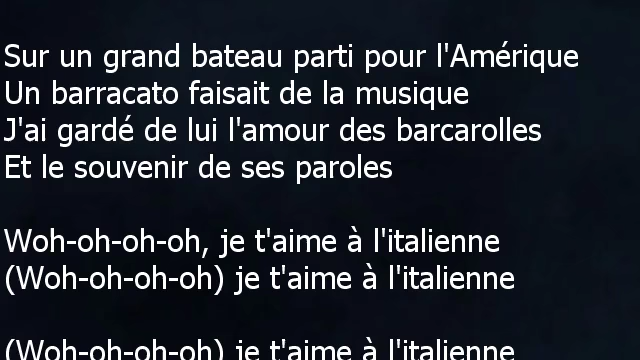 Sur un grand bateau parti pour l'Amérique
Un barracato faisait de la musique
J'ai gardé de lui l'amour des barcarolles
Et le souvenir de ses paroles
Woh-oh-oh-oh, je t'aime à l'italienne
(Woh-oh-oh-oh) je t'aime à l'italienne
(Woh-oh-oh-oh) je t'aime à l'italienne